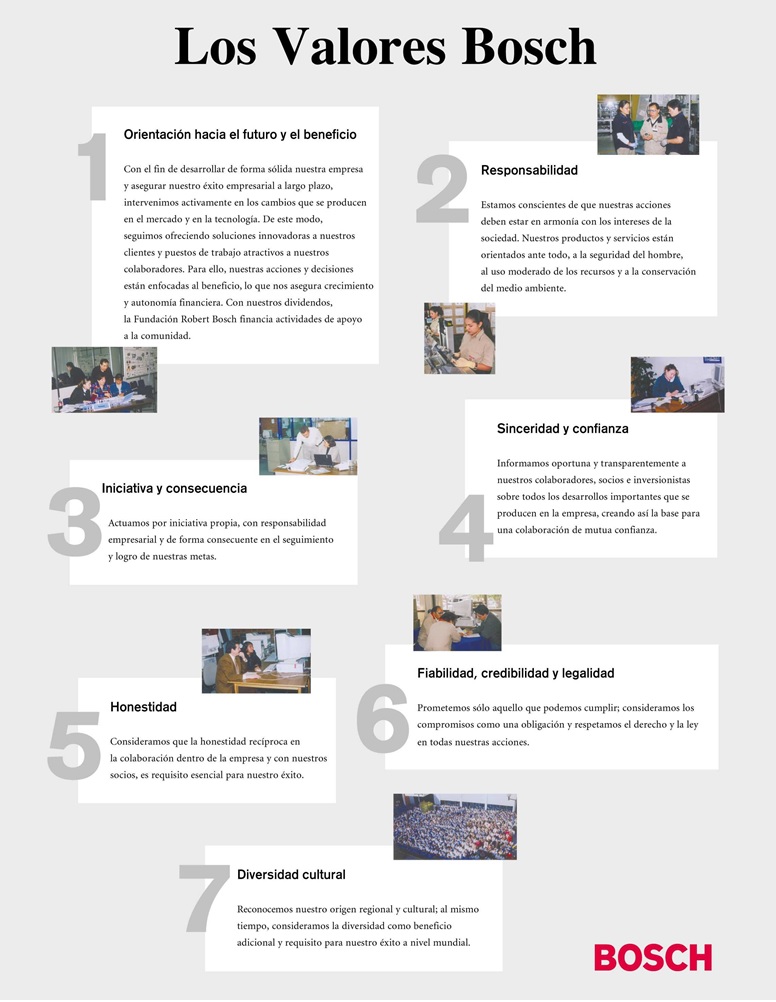 Los Valores Bosch
1
Orientación hacia el futuro y el beneficio
Con el fin de desarrollar de forma sólida nuestra empresa
y asegurar nuestro éxito empresarial a largo plazo,
intervenimos activamente en los cambios que se producen
en el mercado y en la tecnología. De este modo,
seguimos ofreciendo soluciones innovadoras a nuestros
clientes y puestos de trabajo atractivos a nuestros
colaboradores. Para ello, nuestras acciones y decisiones
están enfocadas al beneficio, lo que nos asegura crecimiento
y autonomía financiera. Con nuestros dividendos,
la Fundación Robert Bosch financia actividades de apoyo
a la comunidad.
2
Responsabilidad
Estamos conscientes de que nuestras acciones
deben estar en armonía con los intereses de la
sociedad. Nuestros productos y servicios están
orientados ante todo, a la seguridad del hombre,
al uso moderado de los recursos y a la conservación
del medio ambiente.
3
Iniciativa y consecuencia
Actuamos por iniciativa propia, con responsabilidad
empresarial y de forma consecuente en el seguimiento
y logro de nuestras metas.
4
Sinceridad y confianza
Informamos oportuna y transparentemente a
nuestros colaboradores, socios e inversionistas
sobre todos los desarrollos importantes que se
producen en la empresa, creando así la base para
una colaboración de mutua confianza.
5
Honestidad
Consideramos que la honestidad recíproca en
la colaboración dentro de la empresa y con nuestros
socios, es requisito esencial para nuestro éxito.
6
Fiabilidad, credibilidad y legalidad
Prometemos sólo aquello que podemos cumplir; consideramos los
compromisos como una obligación y respetamos el derecho y la ley
en todas nuestras acciones.
7
Diversidad cultural
Reconocemos nuestro origen regional y cultural; al mismo
tiempo, consideramos la diversidad como beneficio
adicional y requisito para nuestro éxito a nivel mundial.
BOSCH